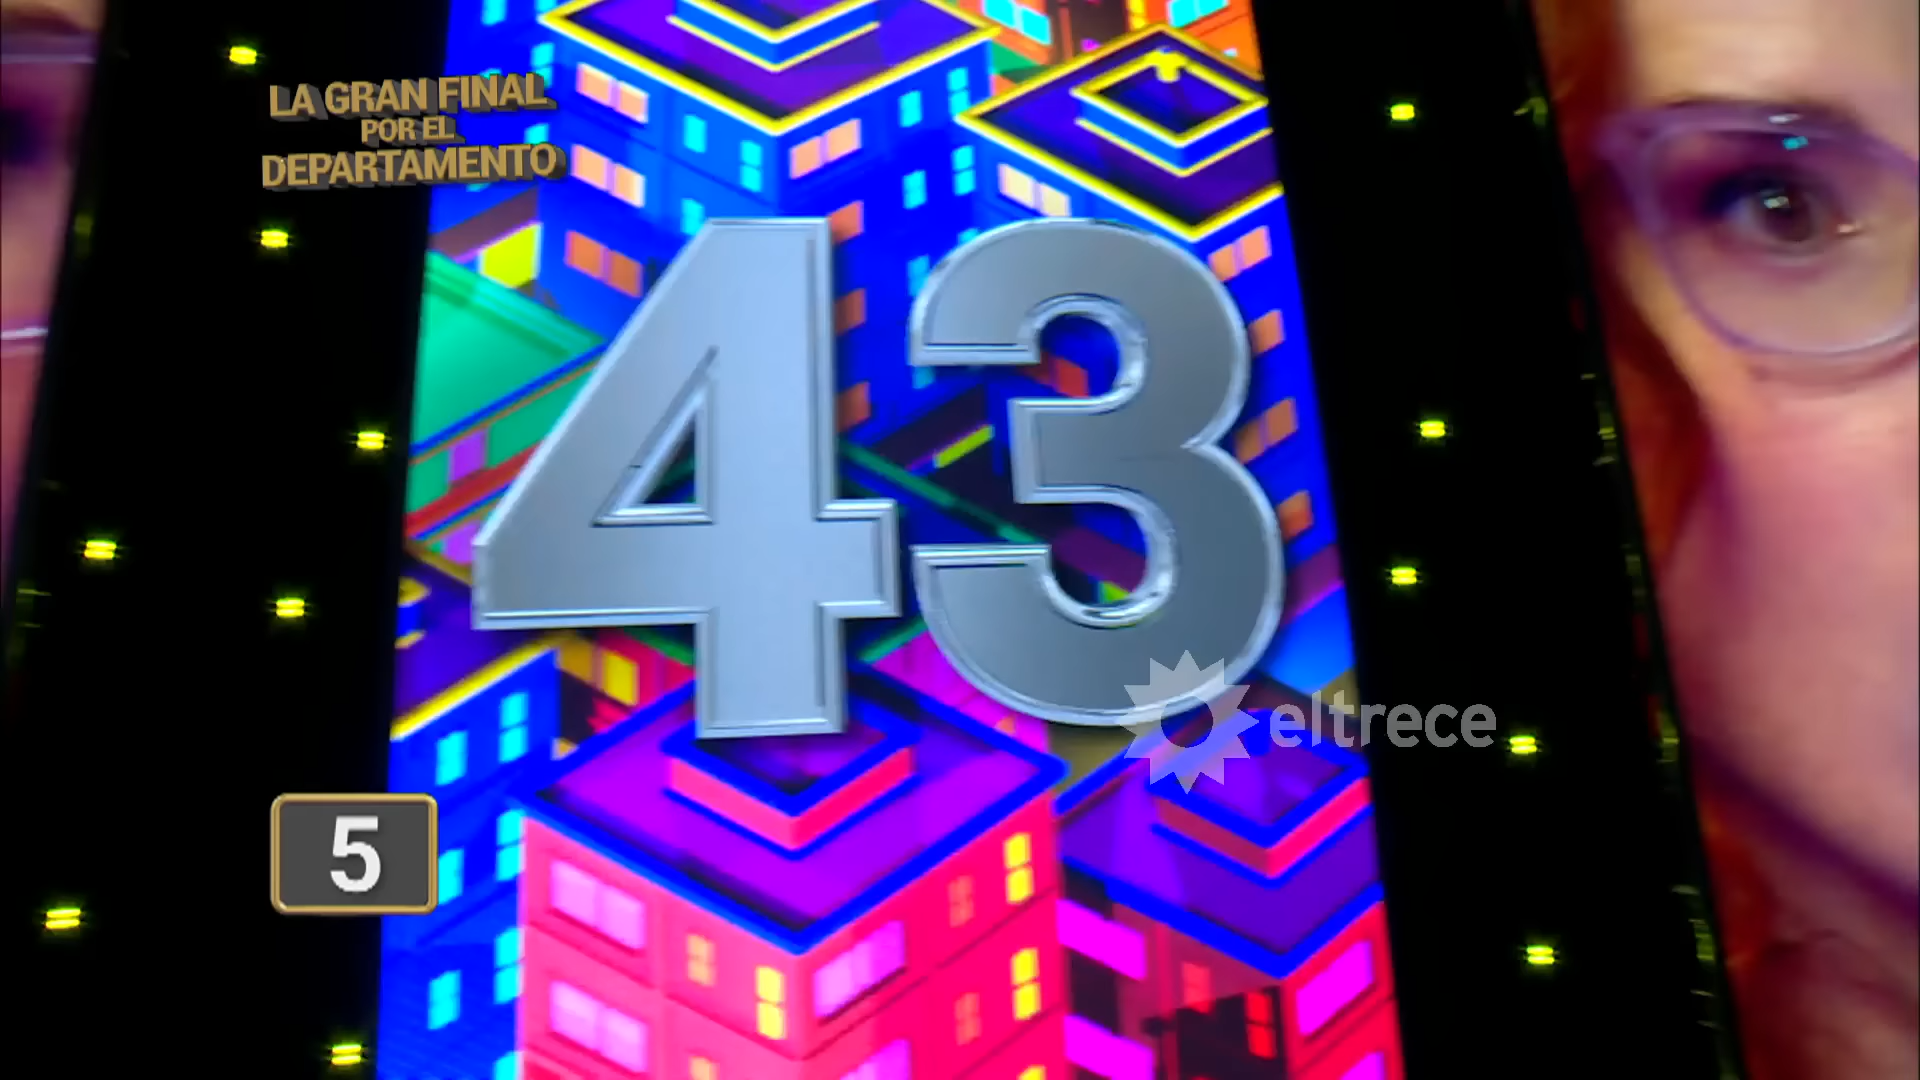 LA GRAN FINAL
POR EL
DEPARTAMENTO
43
eltrece
5